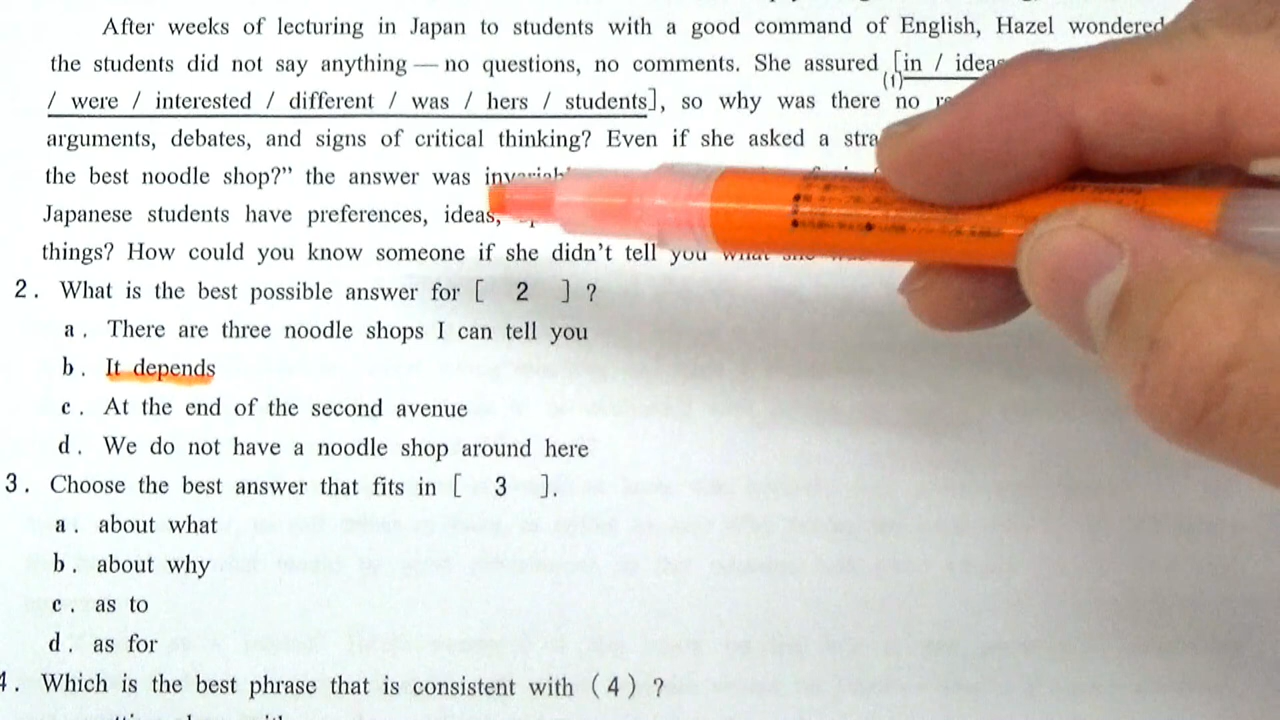 After weeks of lecturing in Japan to students with a good command of English, Hazel wondered
the students did not say anything — no questions, no comments. She assured [in / ideas
(1)
/ were / interested / different / was / hers / students], so why was there no
arguments, debates, and signs of critical thinking? Even if she asked a
the best noodle shop?” the answer was
Japanese students have preferences, ideas,
things? How could you know someone if she didn’t tell you what she
2. What is the best possible answer for [ 2 ]?
a. There are three noodle shops I can tell you
b. It depends
c. At the end of the second avenue
d. We do not have a noodle shop around here
3. Choose the best answer that fits in [ 3 ].
a. about what
b. about why
c. as to
d. as for
4. Which is the best phrase that is consistent with (4) ?